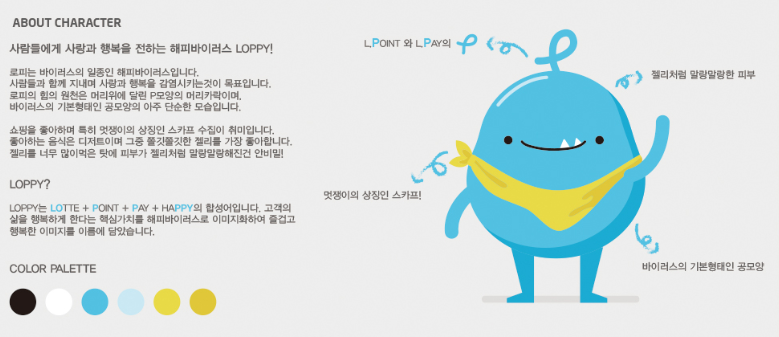 ABOUT CHARACTER
사람들에게 사랑과 행복을 전하는 해피바이러스 LOPPY!
로피는 바이러스의 일종인 해피바이러스입니다.
사람들과 함께 지내며 사랑과 행복을 감염시키는것이 목표입니다.
로피의 힘의 원천은 머리위에 달린 P모양의 머리카락이며,
바이러스의 기본형태인 공모양의 아주 단순한 모습입니다.
쇼핑을 좋아하며 특히 멋쟁이의 상징인 스카프 수집이 취미입니다.
좋아하는 음식은 디저트이며 그중 쫄깃쫄깃한 젤리를 가장 좋아합니다.
젤리를 너무 많이먹은 탓에 피부가 젤리처럼 말랑말랑해진건 안비밀!
LOPPY?
LOPPY는 LOTTE + POINT + PAY + HAPPY의 합성어입니다. 고객의
삶을 행복하게 한다는 핵심가치를 해피바이러스로 이미지화하여 즐겁고
행복한 이미지를 이름에 담았습니다.
COLOR PALETTE
L.POINT 와 L.PAY의
젤리처럼 말랑말랑한 피부
멋쟁이의 상징인 스카프!
바이러스의 기본형태인 공모양